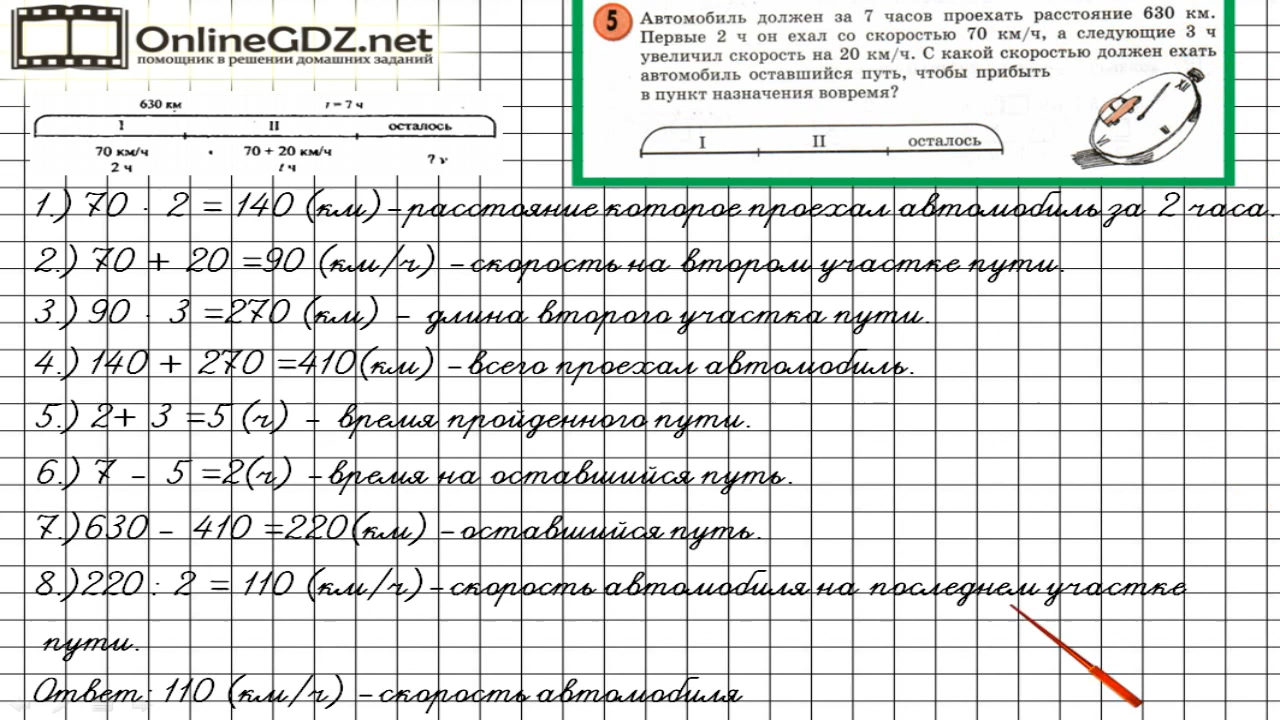 OnlineGDZ.net
помощник в решении домашних заданий
5
Автомобиль должен за 7 часов проехать расстояние 630 км.
Первые 2 ч он ехал со скоростью 70 км/ч, а следующие 3 ч
увеличил скорость на 20 км/ч. С какой скоростью должен ехать
автомобиль оставшийся путь, чтобы прибыть
в пункт назначения вовремя?
I II осталось
630 км t = 7 ч
I II осталось
70 км/ч 70 + 20 км/ч ? v
2 ч t ч
1.) 70 · 2 = 140 (км) – расстояние которое проехал автомобиль за 2 часа.
2.) 70 + 20 =90 (км/ч) – скорость на втором участке пути.
3.) 90 · 3 =270 (км) – длина второго участка пути.
4.) 140 + 270 =410(км) – всего проехал автомобиль.
5.) 2+ 3 =5 (ч) – время пройденного пути.
6.) 7 – 5 =2(ч) – время на оставшийся путь.
7.) 630 – 410 =220(км) – оставшийся путь.
8.) 220 : 2 = 110 (км/ч) – скорость автомобиля на последнем участке
пути.
Ответ: 110 (км/ч) – скорость автомобиля